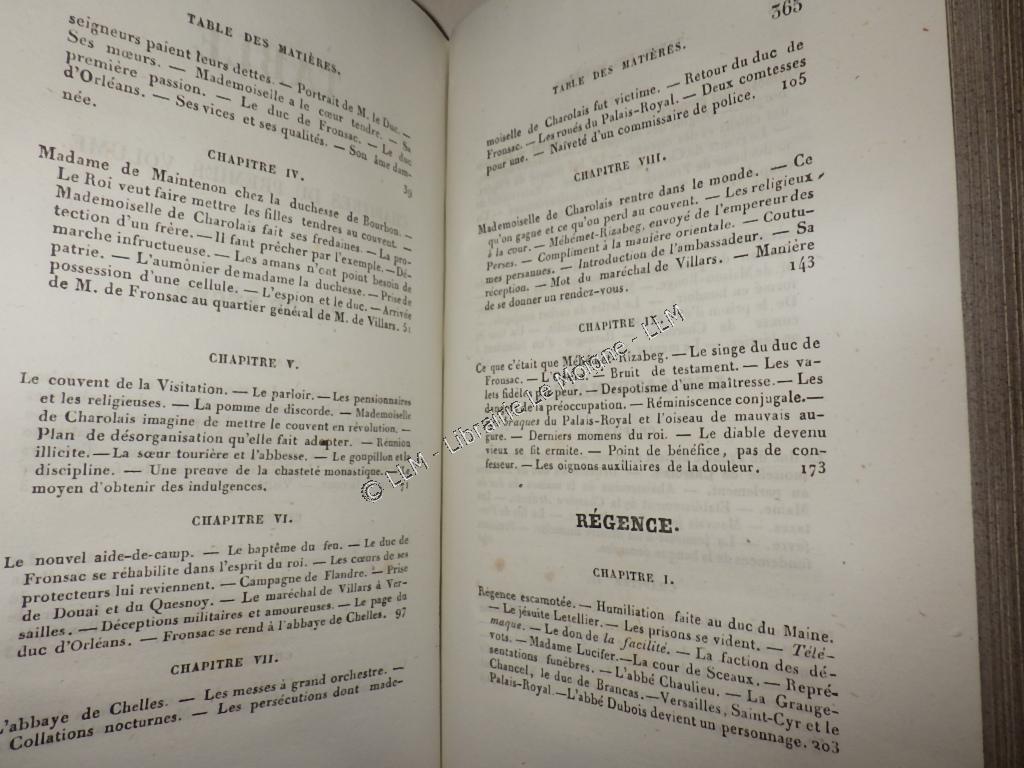 TABLE DES MATIÈRES.
seigneurs paient leurs dettes. — Portrait de M. le Duc. —
Ses mœurs. — Mademoiselle a le cœur tendre. — Sa
première passion. — Le duc de Fronsac. — Le duc
d'Orléans. — Ses vices et ses qualités. — Son âme dam-
née. 39
CHAPITRE IV.
Madame de Maintenon chez la duchesse de Bourbon. —
Le Roi veut faire mettre les filles tendres au couvent. —
Mademoiselle de Charolais fait ses fredaines. — La pro-
tection d'un frère. — Il faut prêcher par l'exemple. — Dé-
marche infructueuse. — Les amans n'ont point besoin de
patrie. — L'aumônier de madame la duchesse. — Prise de
possession d'une cellule. — L'espion et le duc. — Arrivée
de M. de Fronsac au quartier général de M. de Villars. 51
CHAPITRE V.
Le couvent de la Visitation. — Le parloir. — Les pensionnaires
et les religieuses. — La pomme de discorde. — Mademoiselle
de Charolais imagine de mettre le couvent en révolution. —
Plan de désorganisation qu'elle fait adopter. — Réunion
illicite. — La sœur tourière et l'abbesse. — Le goupillon et la
discipline. — Une preuve de la chasteté monastique.
moyen d'obtenir des indulgences. 71
CHAPITRE VI.
Le nouvel aide-de-camp. — Le baptême du feu. — Le duc de
Fronsac se réhabilite dans l'esprit du roi. — Les cœurs de ses
protecteurs lui reviennent. — Campagne de Flandre. — Prise
de Douai et du Quesnoy. — Le maréchal de Villars à Ver-
sailles. — Déceptions militaires et amoureuses. — Le page du
duc d'Orléans. — Fronsac se rend à l'abbaye de Chelles. 97
CHAPITRE VII.
L'abbaye de Chelles. — Les messes à grand orchestre. —
Collations nocturnes. — Les persécutions dont made-
365
TABLE DES MATIÈRES.
moiselle de Charolais fut victime. — Retour du duc de
Fronsac. — Les roués du Palais-Royal. — Deux comtesses
pour une. — Naïveté d'un commissaire de police. 105
CHAPITRE VIII.
Mademoiselle de Charolais rentre dans le monde. — Ce
qu'on gagne et ce qu'on perd au couvent. — Les religieux
à la cour. — Méhémet-Rizabeg, envoyé de l'empereur des
Perses. — Compliment à la manière orientale. — Coutu-
mes persannes. — Introduction de l'ambassadeur. — Sa
réception. — Mot du maréchal de Villars. — Manière
de se donner un rendez-vous. 143
CHAPITRE IX.
Ce que c'était que Méhémet-Rizabeg. — Le singe du duc de
Fronsac. — — Bruit de testament. — Les va-
lets fidèles peur. — Despotisme d'une maîtresse. — Les
de la préoccupation. — Réminiscence conjugale. —
du Palais-Royal et l'oiseau de mauvais au-
gure. — Derniers momens du roi. — Le diable devenu
vieux se fit ermite. — Point de bénéfice, pas de con-
fesseur. — Les oignons auxiliaires de la douleur. 173
RÉGENCE.
CHAPITRE I.
Régence escamotée. — Humiliation faite au duc du Maine.
— Le jésuite Letellier. — Les prisons se vident. — Télé-
maque. — Le don de la facilité. — La faction des dé-
vots. — Madame Lucifer. — La cour de Sceaux. — Repré-
sentations funèbres. — L'abbé Chaulieu. — La Grauge-
Chancel, le duc de Brancas. — Versailles, Saint-Cyr et le
Palais-Royal. — L'abbé Dubois devient un personnage. 203
© LLM - Librairie Le Moigne - LLM